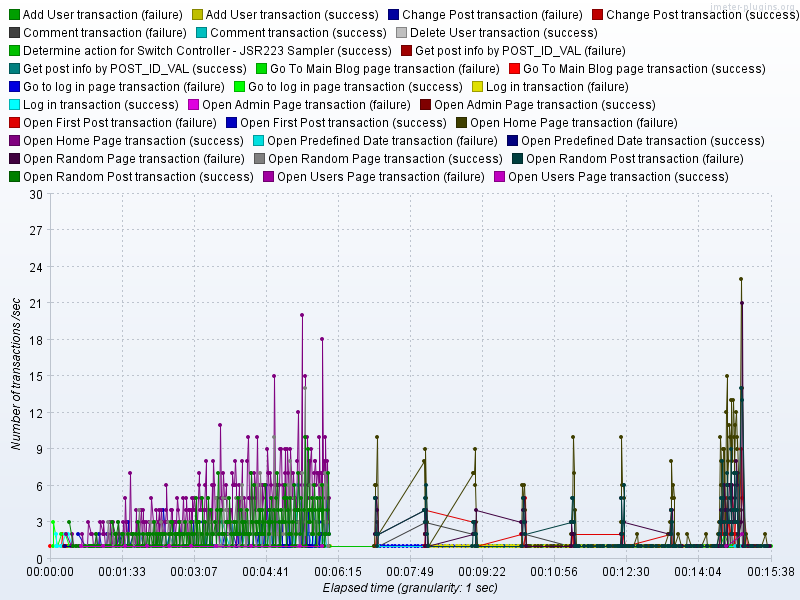 jmeter-plugins.org
Add User transaction (failure) Add User transaction (success) Change Post transaction (failure) Change Post transaction (success)
Comment transaction (failure) Comment transaction (success) Delete User transaction (success)
Determine action for Switch Controller - JSR223 Sampler (success) Get post info by POST_ID_VAL (failure)
Get post info by POST_ID_VAL (success) Go To Main Blog page transaction (failure) Go To Main Blog page transaction (success)
Go to log in page transaction (failure) Go to log in page transaction (success) Log in transaction (failure)
Log in transaction (success) Open Admin Page transaction (failure) Open Admin Page transaction (success)
Open First Post transaction (failure) Open First Post transaction (success) Open Home Page transaction (failure)
Open Home Page transaction (success) Open Predefined Date transaction (failure) Open Predefined Date transaction (success)
Open Random Page transaction (failure) Open Random Page transaction (success) Open Random Post transaction (failure)
Open Random Post transaction (success) Open Users Page transaction (failure) Open Users Page transaction (success)
30
27
24
21
18
15
12
9
6
3
0
Number of transactions /sec
00:00:00 00:01:33 00:03:07 00:04:41 00:06:15 00:07:49 00:09:22 00:10:56 00:12:30 00:14:04 00:15:38
Elapsed time (granularity: 1 sec)